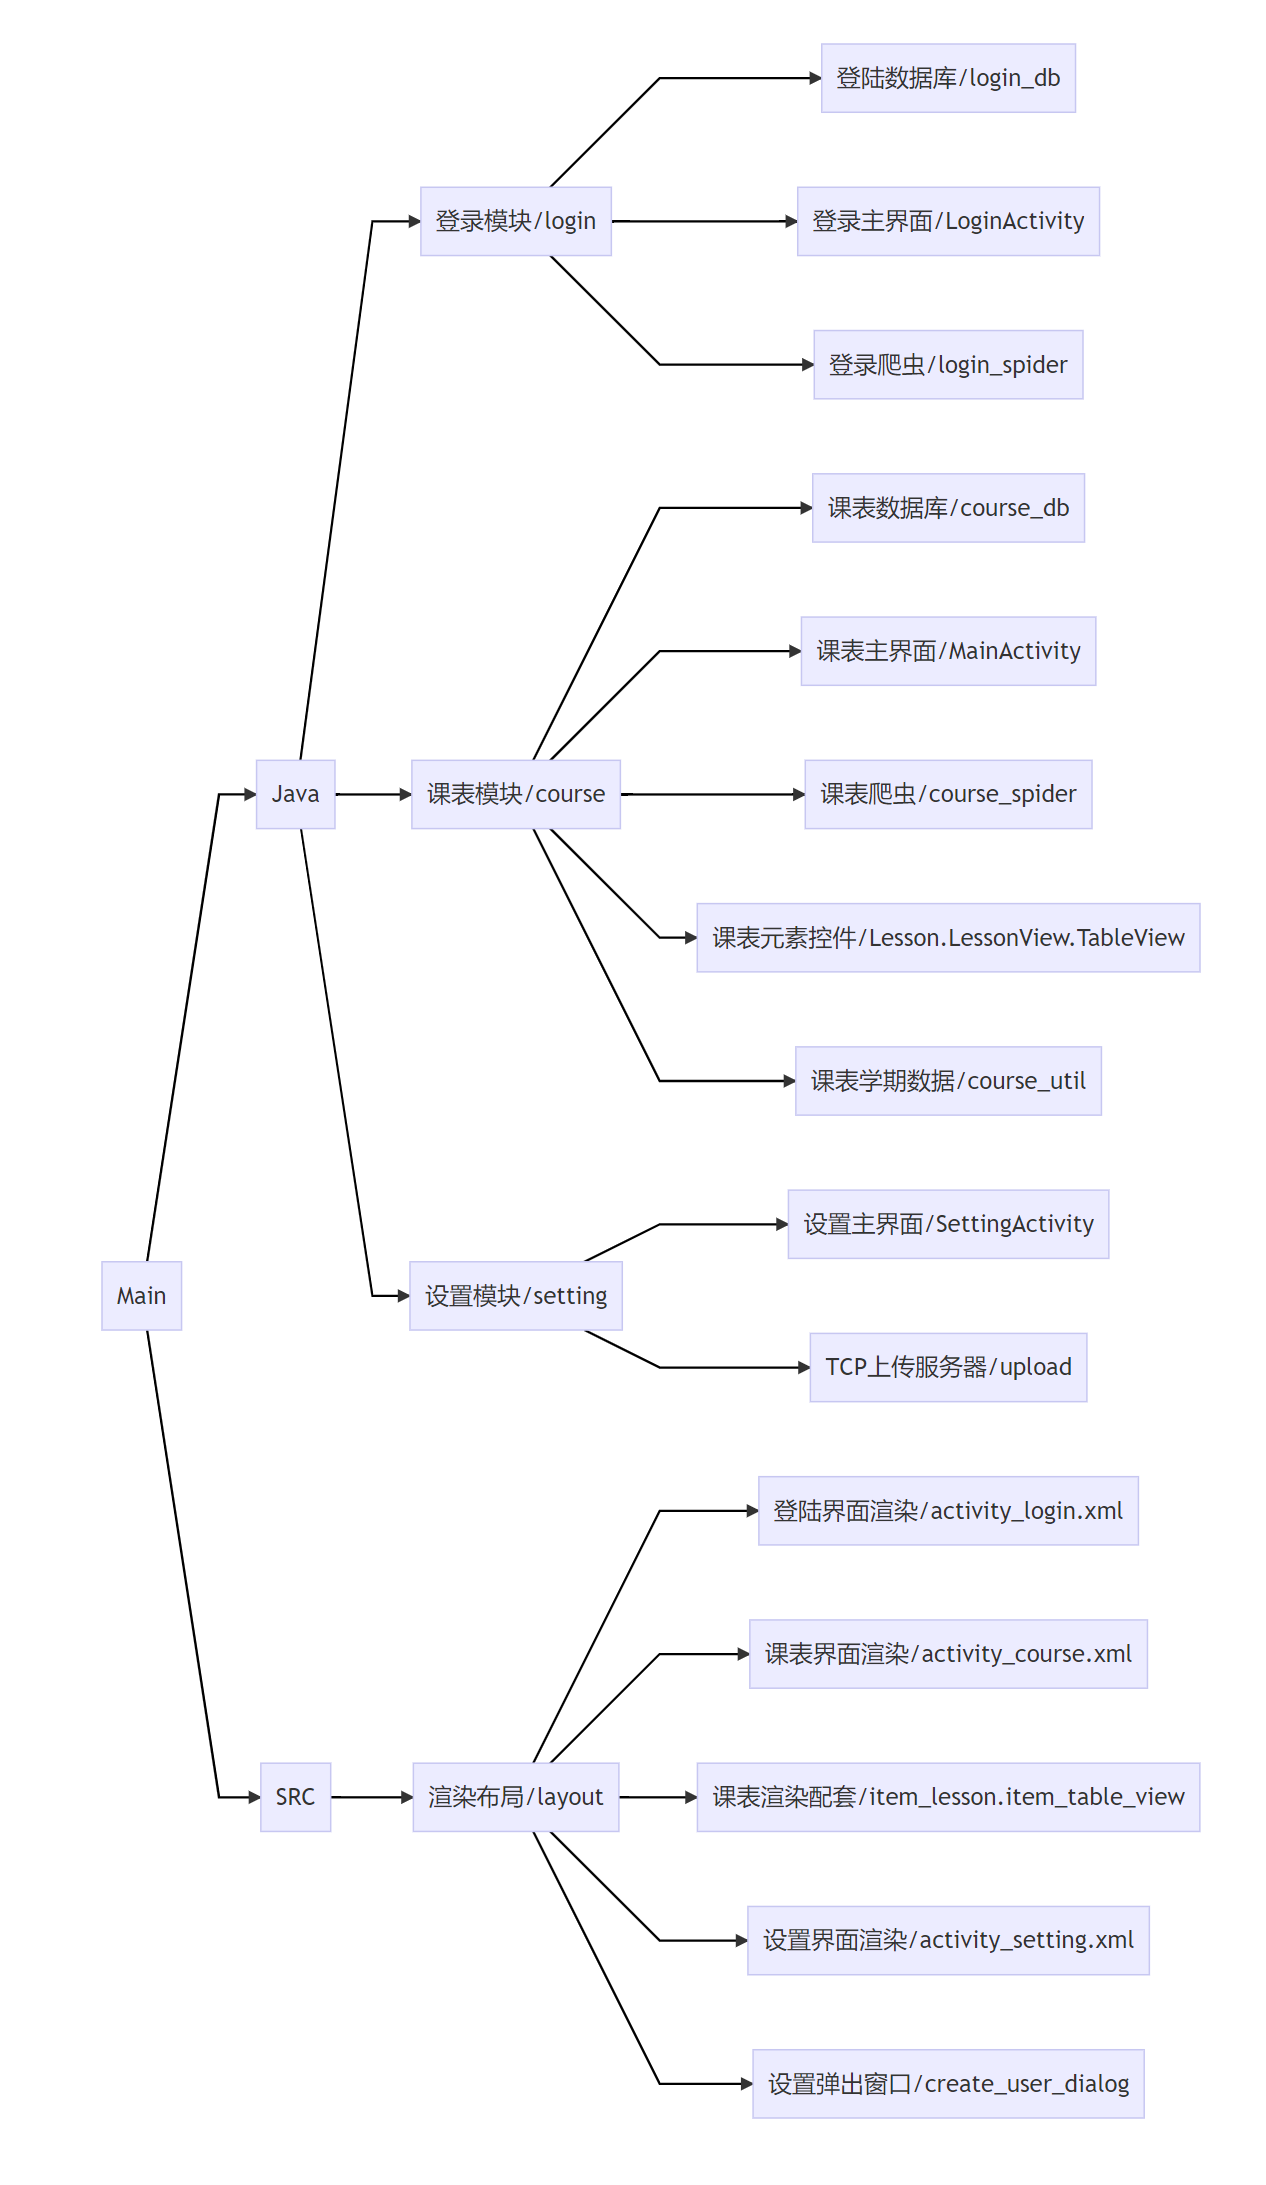 登陆数据库/login_db
登录模块/login
登录主界面/LoginActivity
登录爬虫/login_spider
课表数据库/course_db
课表主界面/MainActivity
Java
课表模块/course
课表爬虫/course_spider
课表元素控件/Lesson.LessonView.TableView
课表学期数据/course_util
设置主界面/SettingActivity
Main
设置模块/setting
TCP上传服务器/upload
登陆界面渲染/activity_login.xml
课表界面渲染/activity_course.xml
SRC
渲染布局/layout
课表渲染配套/item_lesson.item_table_view
设置界面渲染/activity_setting.xml
设置弹出窗口/create_user_dialog